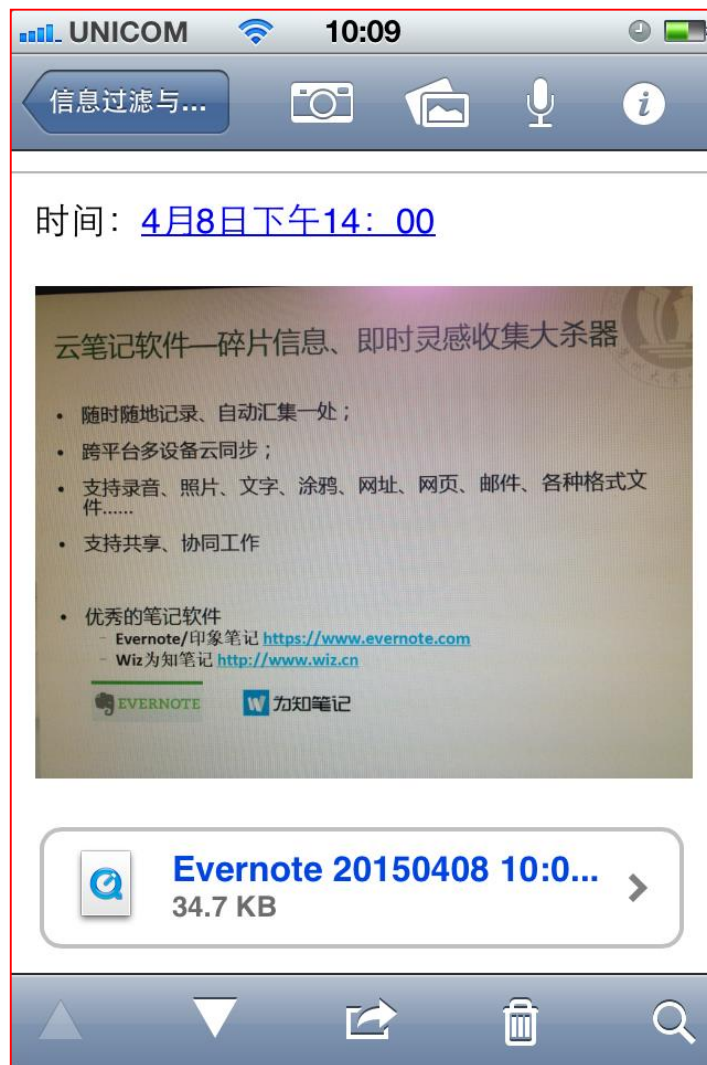 UNICOM 10:09
信息过滤与...
时间：4月8日下午14：00
云笔记软件—碎片信息、即时灵感收集大杀器
• 随时随地记录、自动汇集一处；
• 跨平台多设备云同步；
• 支持录音、照片、文字、涂鸦、网址、网页、邮件、各种格式文
件......
• 支持共享、协同工作
• 优秀的笔记软件
– Evernote/印象笔记 https://www.evernote.com
– Wiz为知笔记 http://www.wiz.cn
EVERNOTE W 为知笔记
Evernote 20150408 10:0...
34.7 KB